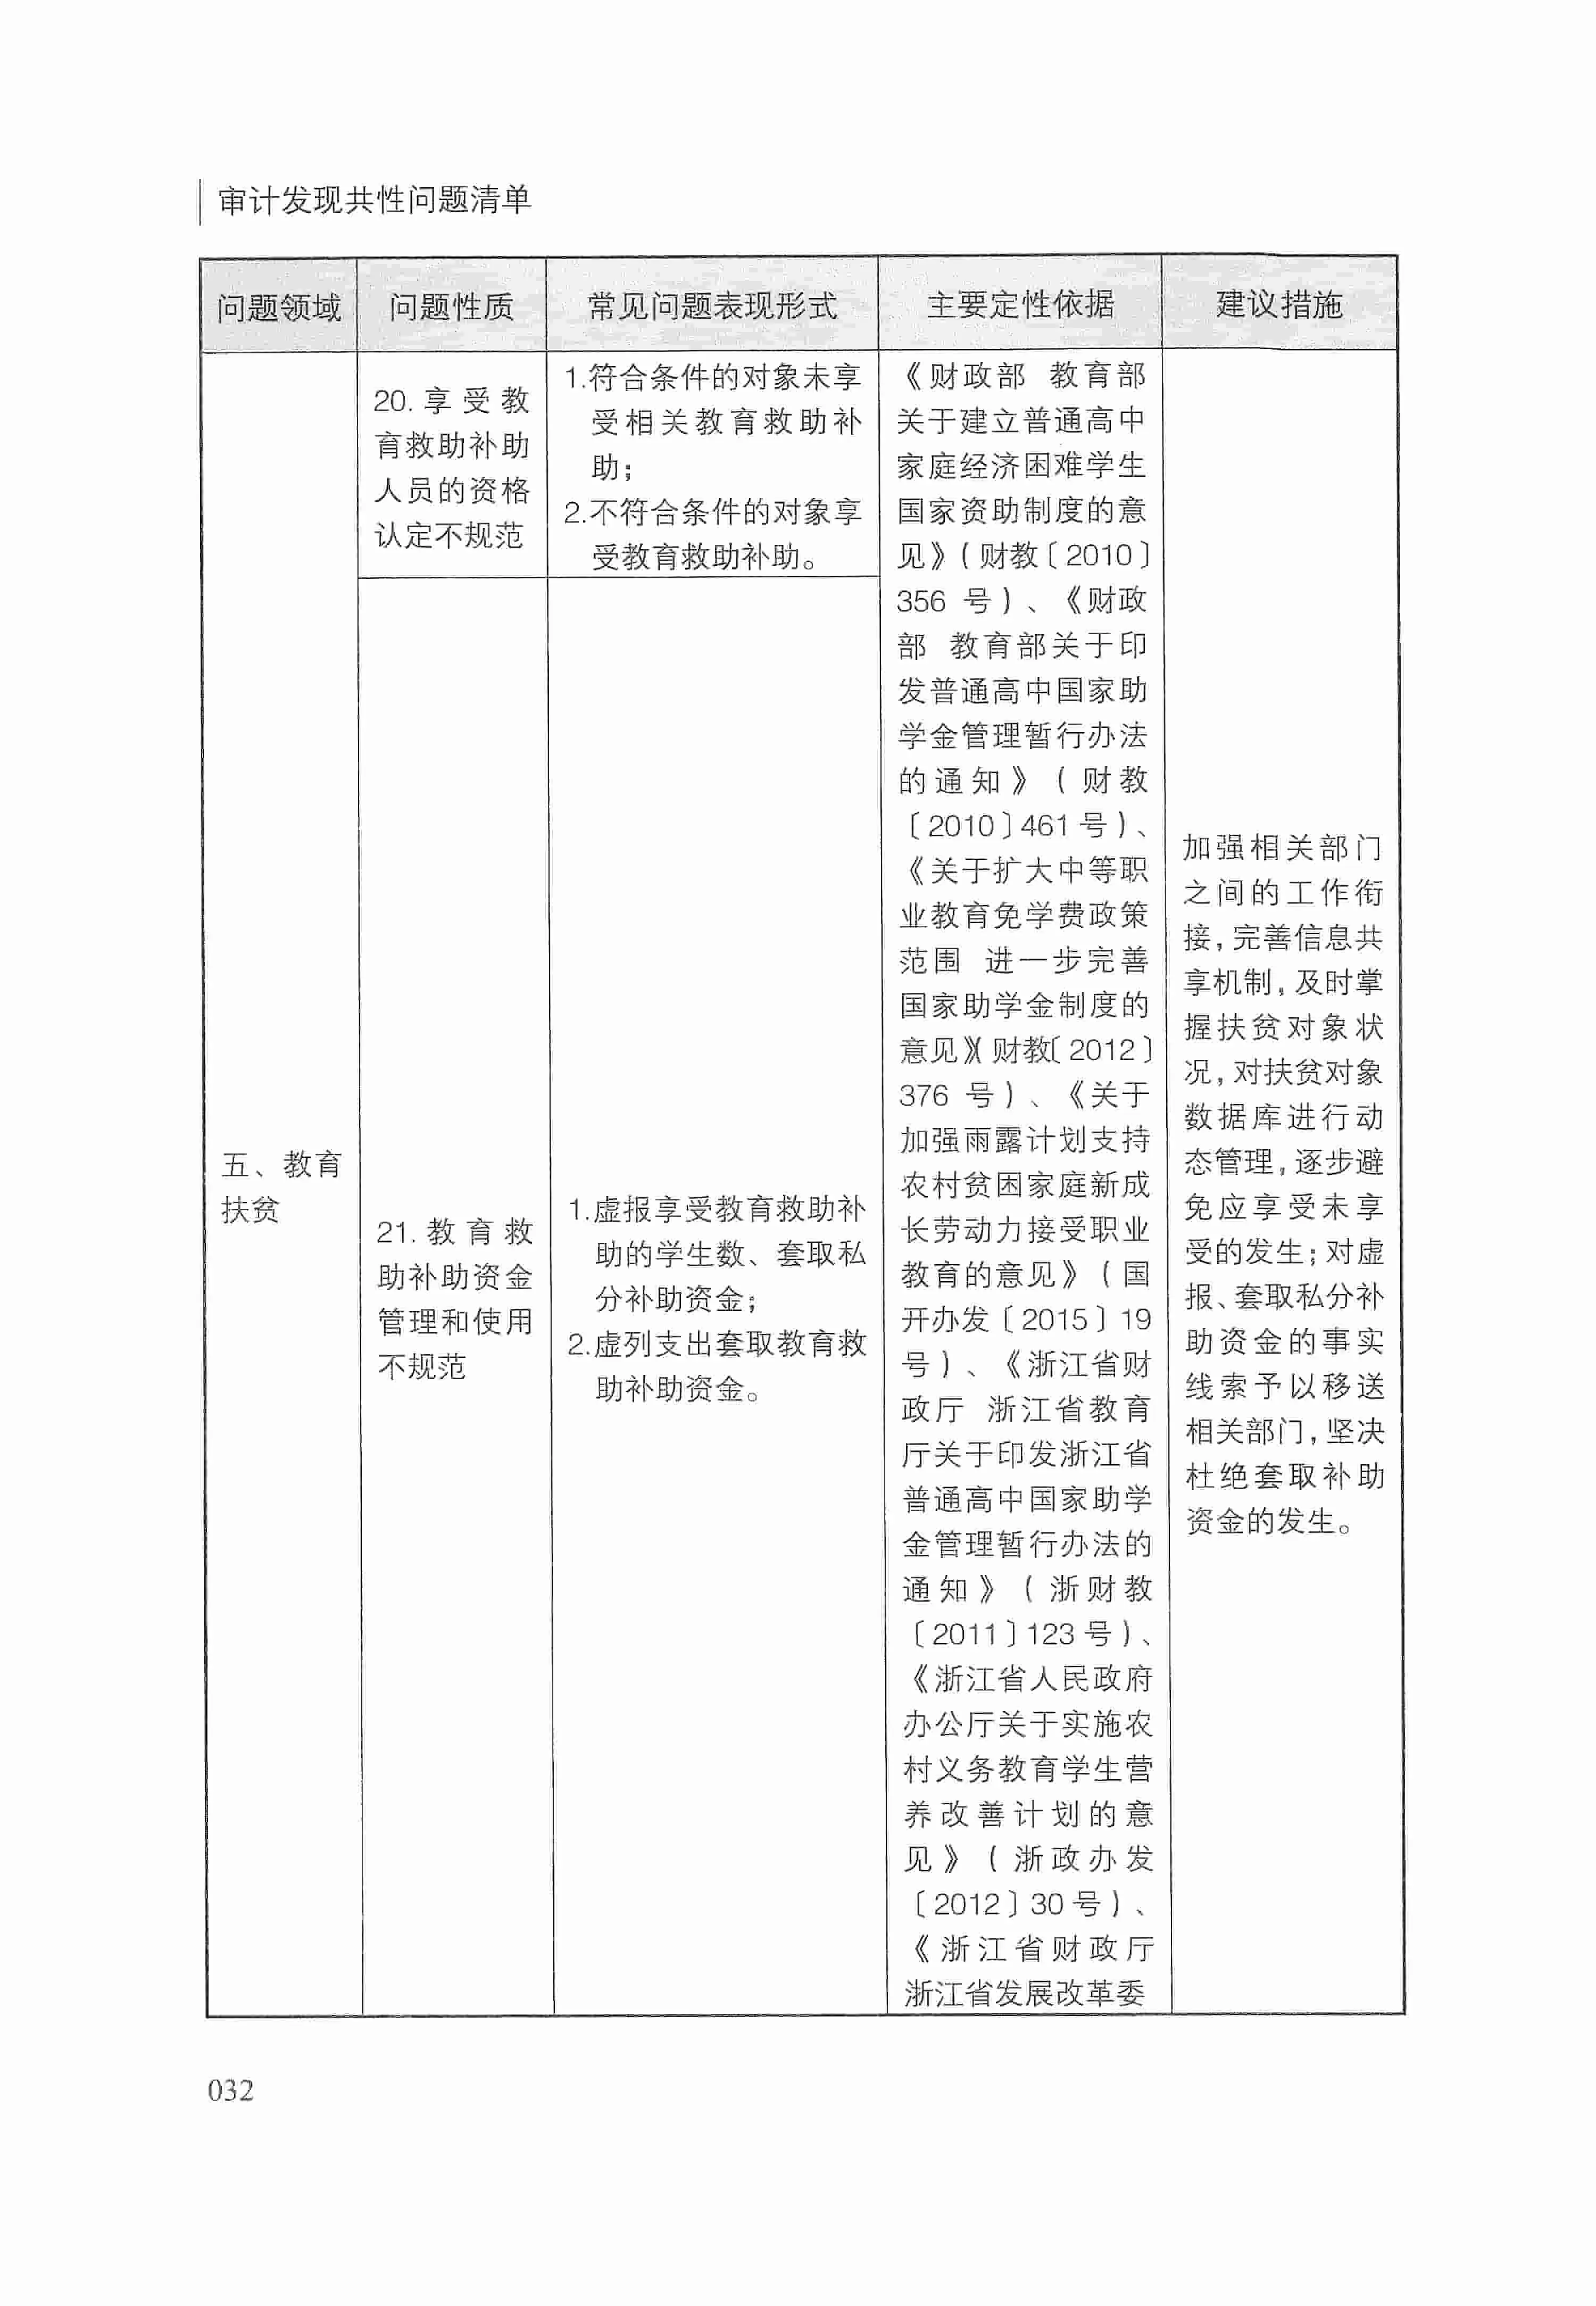 审计发现共性问题清单
问题领域
问题性质
常见问题表现形式
主要定性依据
建议措施
五、教育
扶贫
20. 享受教
育救助补助
人员的资格
认定不规范
1.符合条件的对象未享
受相关教育救助补
助；
2.不符合条件的对象享
受教育救助补助。
21. 教育救
助补助资金
管理和使用
不规范
1.虚报享受教育救助补
助的学生数、套取私
分补助资金；
2.虚列支出套取教育救
助补助资金。
《财政部 教育部
关于建立普通高中
家庭经济困难学生
国家资助制度的意
见》（财教〔2010〕
356 号）、《财政
部 教育部关于印
发普通高中国家助
学金管理暂行办法
的通知》（财教
〔2010〕461 号）、
《关于扩大中等职
业教育免学费政策
范围 进一步完善
国家助学金制度的
意见》（财教〔2012〕
376 号）、《关于
加强雨露计划支持
农村贫困家庭新成
长劳动力接受职业
教育的意见》（国
开办发〔2015〕19
号）、《浙江省财
政厅 浙江省教育
厅关于印发浙江省
普通高中国家助学
金管理暂行办法的
通知》（浙财教
〔2011〕123 号）、
《浙江省人民政府
办公厅关于实施农
村义务教育学生营
养改善计划的意
见》（浙政办发
〔2012〕30 号）、
《浙江省财政厅
浙江省发展改革委
加强相关部门
之间的工作衔
接，完善信息共
享机制，及时掌
握扶贫对象状
况，对扶贫对象
数据库进行动
态管理，逐步避
免应享受未享
受的发生；对虚
报、套取私分补
助资金的事实
线索予以移送
相关部门，坚决
杜绝套取补助
资金的发生。
032